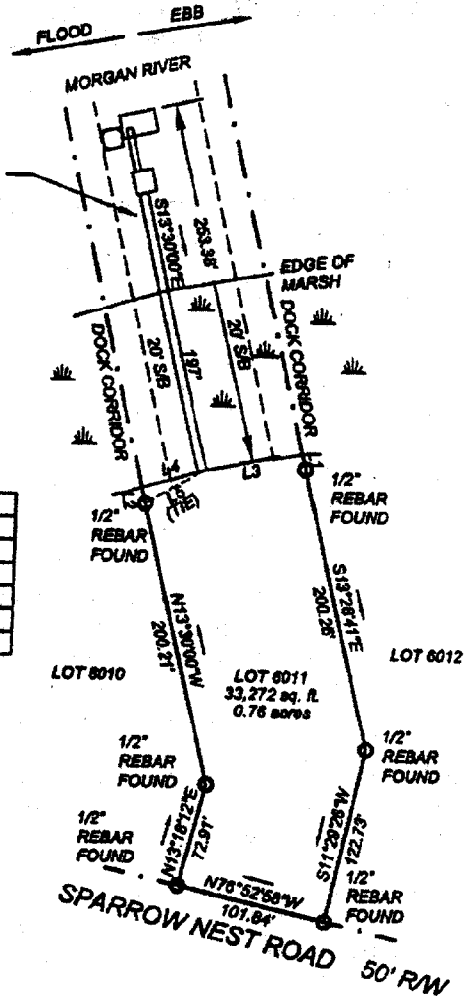 FLOOD
EBB
MORGAN RIVER
S13°30'00"E
253.38'
EDGE OF
MARSH
DOCK CORRIDOR
20' S/B
197'
20' S/B
DOCK CORRIDOR
L4
L3
L1
L2
1/2"
REBAR
FOUND
1/2"
REBAR
FOUND
N13°30'00"W
200.21'
S13°28'41"E
200.26'
LOT 6010
LOT 6011
33,272 sq. ft.
0.76 acres
LOT 6012
1/2"
REBAR
FOUND
1/2"
REBAR
FOUND
1/2"
REBAR
FOUND
N13°18'12"E
72.91'
S11°29'26"W
122.73'
N76°52'58"W
101.84'
1/2"
REBAR
FOUND
SPARROW NEST ROAD 50' R/W